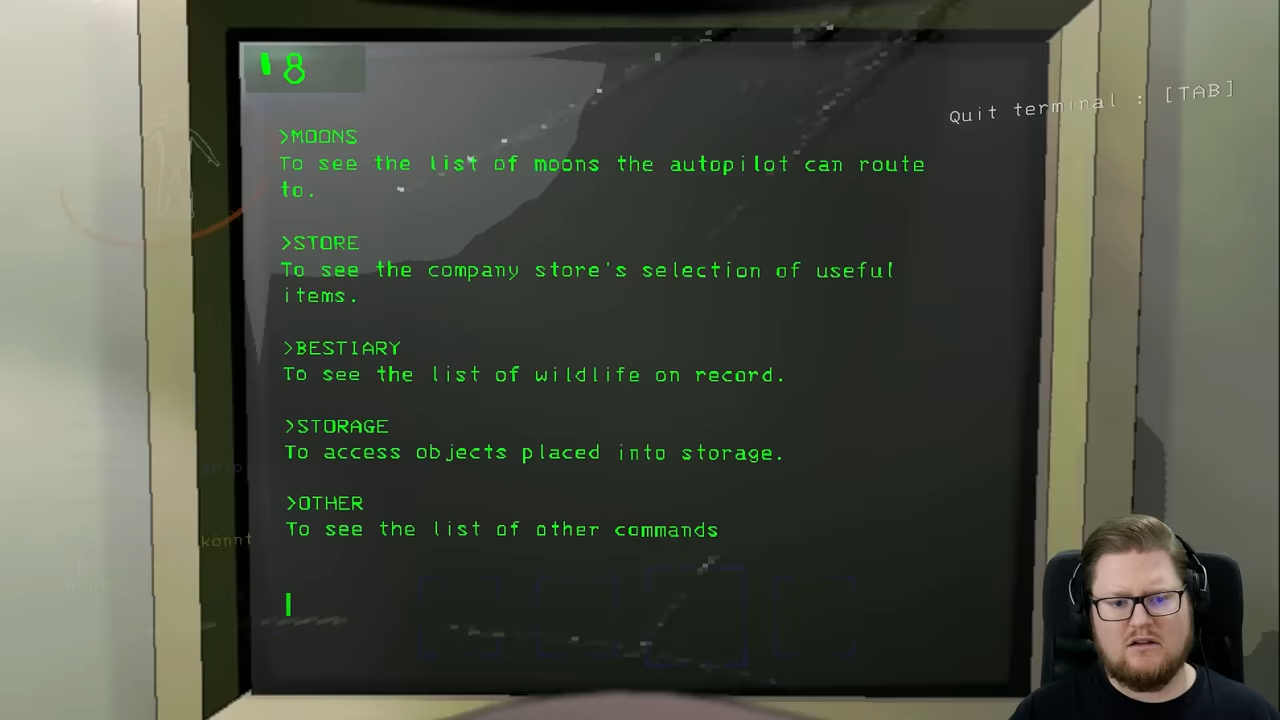 ▮8
Quit terminal : [TAB]
>MOONS
To see the list of moons the autopilot can route
to.
>STORE
To see the company store's selection of useful
items.
>BESTIARY
To see the list of wildlife on record.
>STORAGE
To access objects placed into storage.
>OTHER
To see the list of other commands
könnt